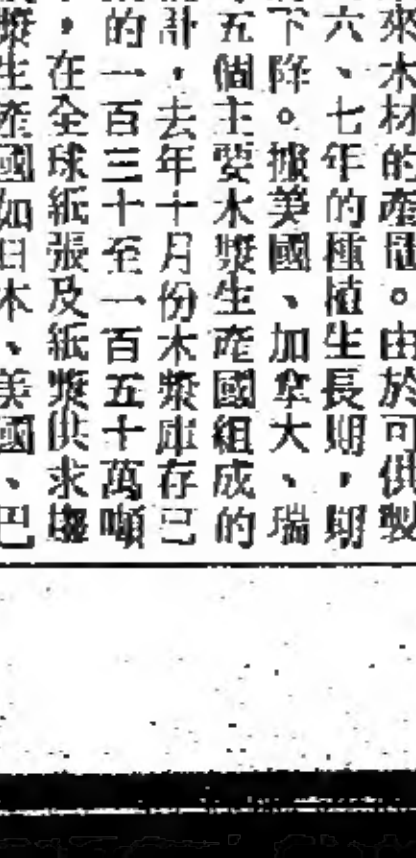 來木材的產量。由於可供製
六、七年的種植生長期，期
下降。據美國、加拿大、瑞
五個主要木漿生產國組成的
計，去年十月份木漿庫存已
的一百三十至一百五十萬噸
，在全球紙張及紙漿供求
漿生產國如日本、美國、巴